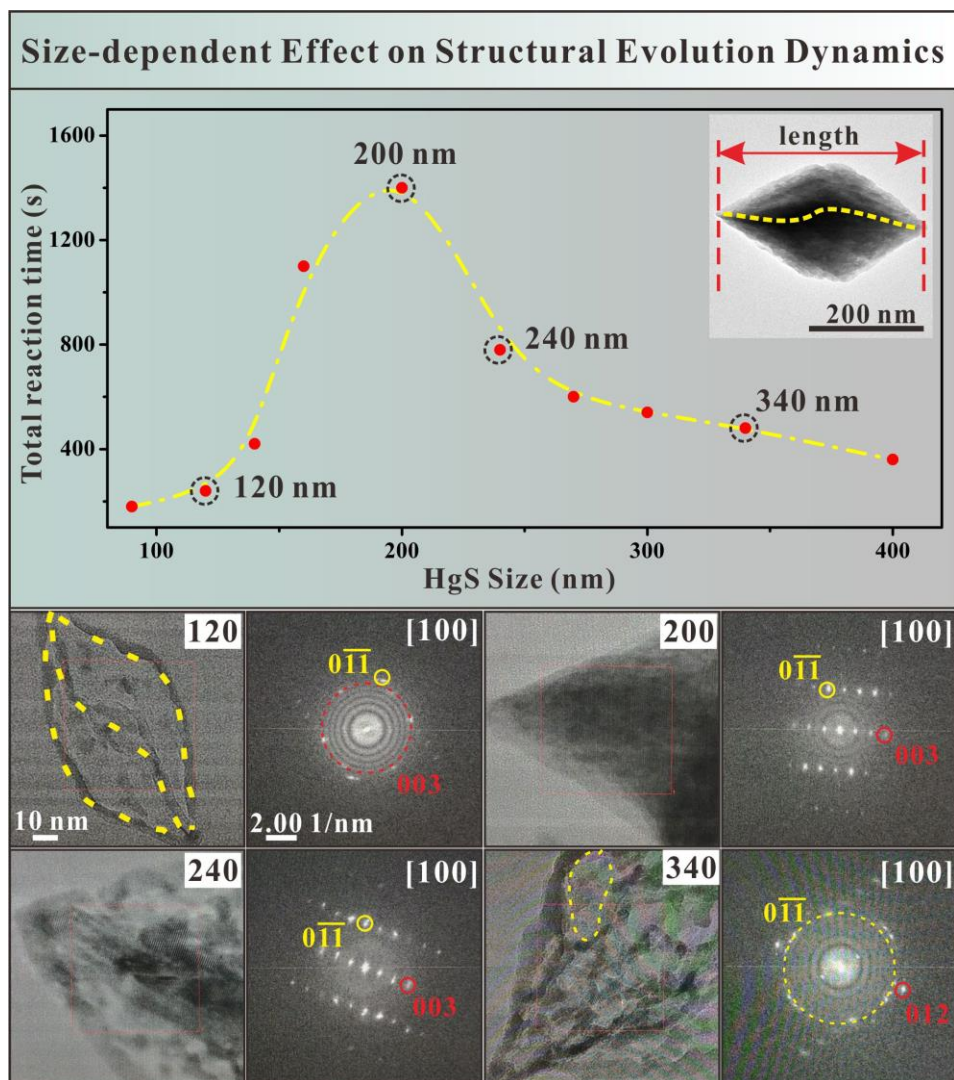 Size-dependent Effect on Structural Evolution Dynamics
Total reaction time (s)
1600
1200
800
400
200 nm
120 nm
240 nm
340 nm
length
200 nm
100
200
300
400
HgS Size (nm)
120
10 nm
[100]
01̅1̅
003
2.00 1/nm
200
[100]
01̅1̅
003
240
[100]
01̅1̅
003
340
[100]
01̅1̅
012